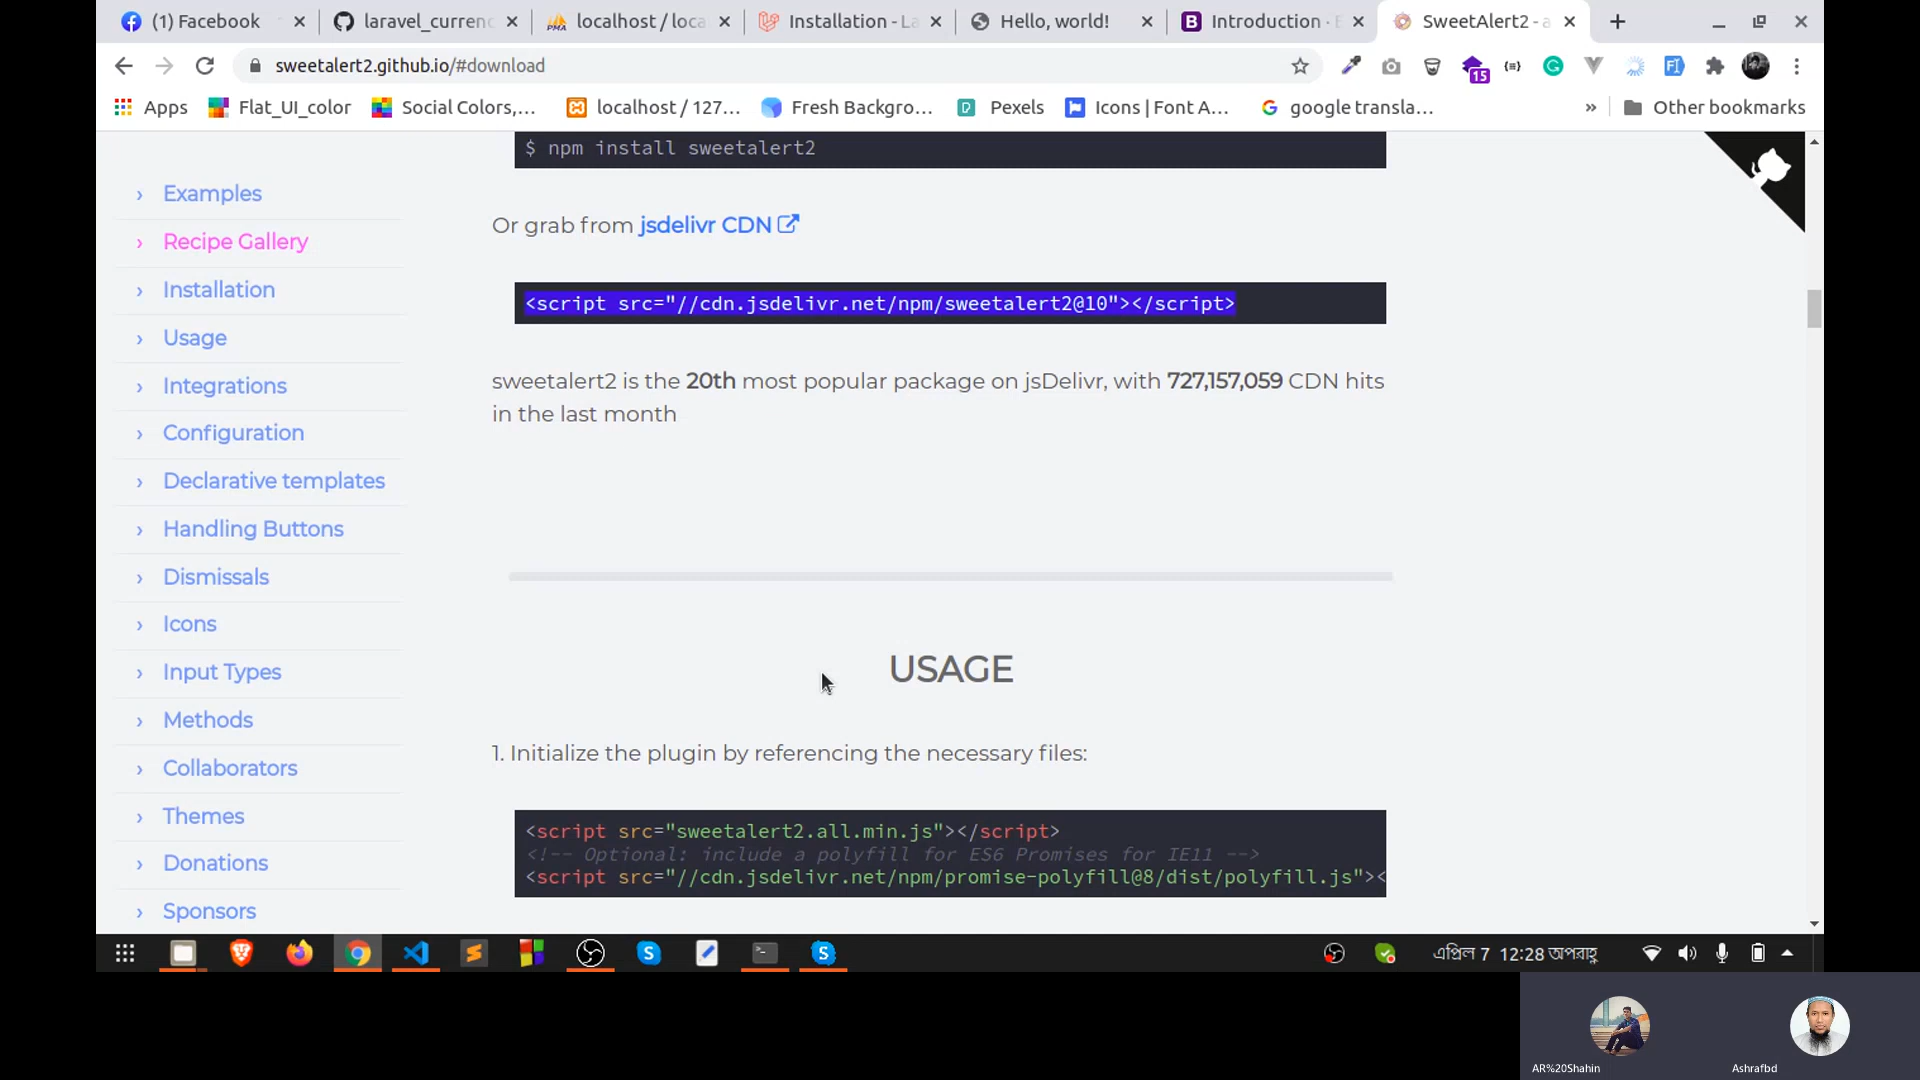 (1) Facebook
laravel_currenc
localhost / loca
Installation - La
Hello, world!
Introduction ·
SweetAlert2 - a
sweetalert2.github.io/#download
15
Apps
Flat_UI_color
Social Colors,...
localhost / 127...
Fresh Backgro...
Pexels
Icons | Font A...
google transla...
»
Other bookmarks
› Examples
› Recipe Gallery
› Installation
› Usage
› Integrations
› Configuration
› Declarative templates
› Handling Buttons
› Dismissals
› Icons
› Input Types
› Methods
› Collaborators
› Themes
› Donations
› Sponsors
$ npm install sweetalert2
Or grab from jsdelivr CDN
<script src="//cdn.jsdelivr.net/npm/sweetalert2@10"></script>
sweetalert2 is the 20th most popular package on jsDelivr, with 727,157,059 CDN hits
in the last month
USAGE
1. Initialize the plugin by referencing the necessary files:
<script src="sweetalert2.all.min.js"></script>
<!-- Optional: include a polyfill for ES6 Promises for IE11 -->
<script src="//cdn.jsdelivr.net/npm/promise-polyfill@8/dist/polyfill.js"><
এপ্রিল 7 12:28 অপরাহ্ণ
AR%20Shahin
Ashrafbd